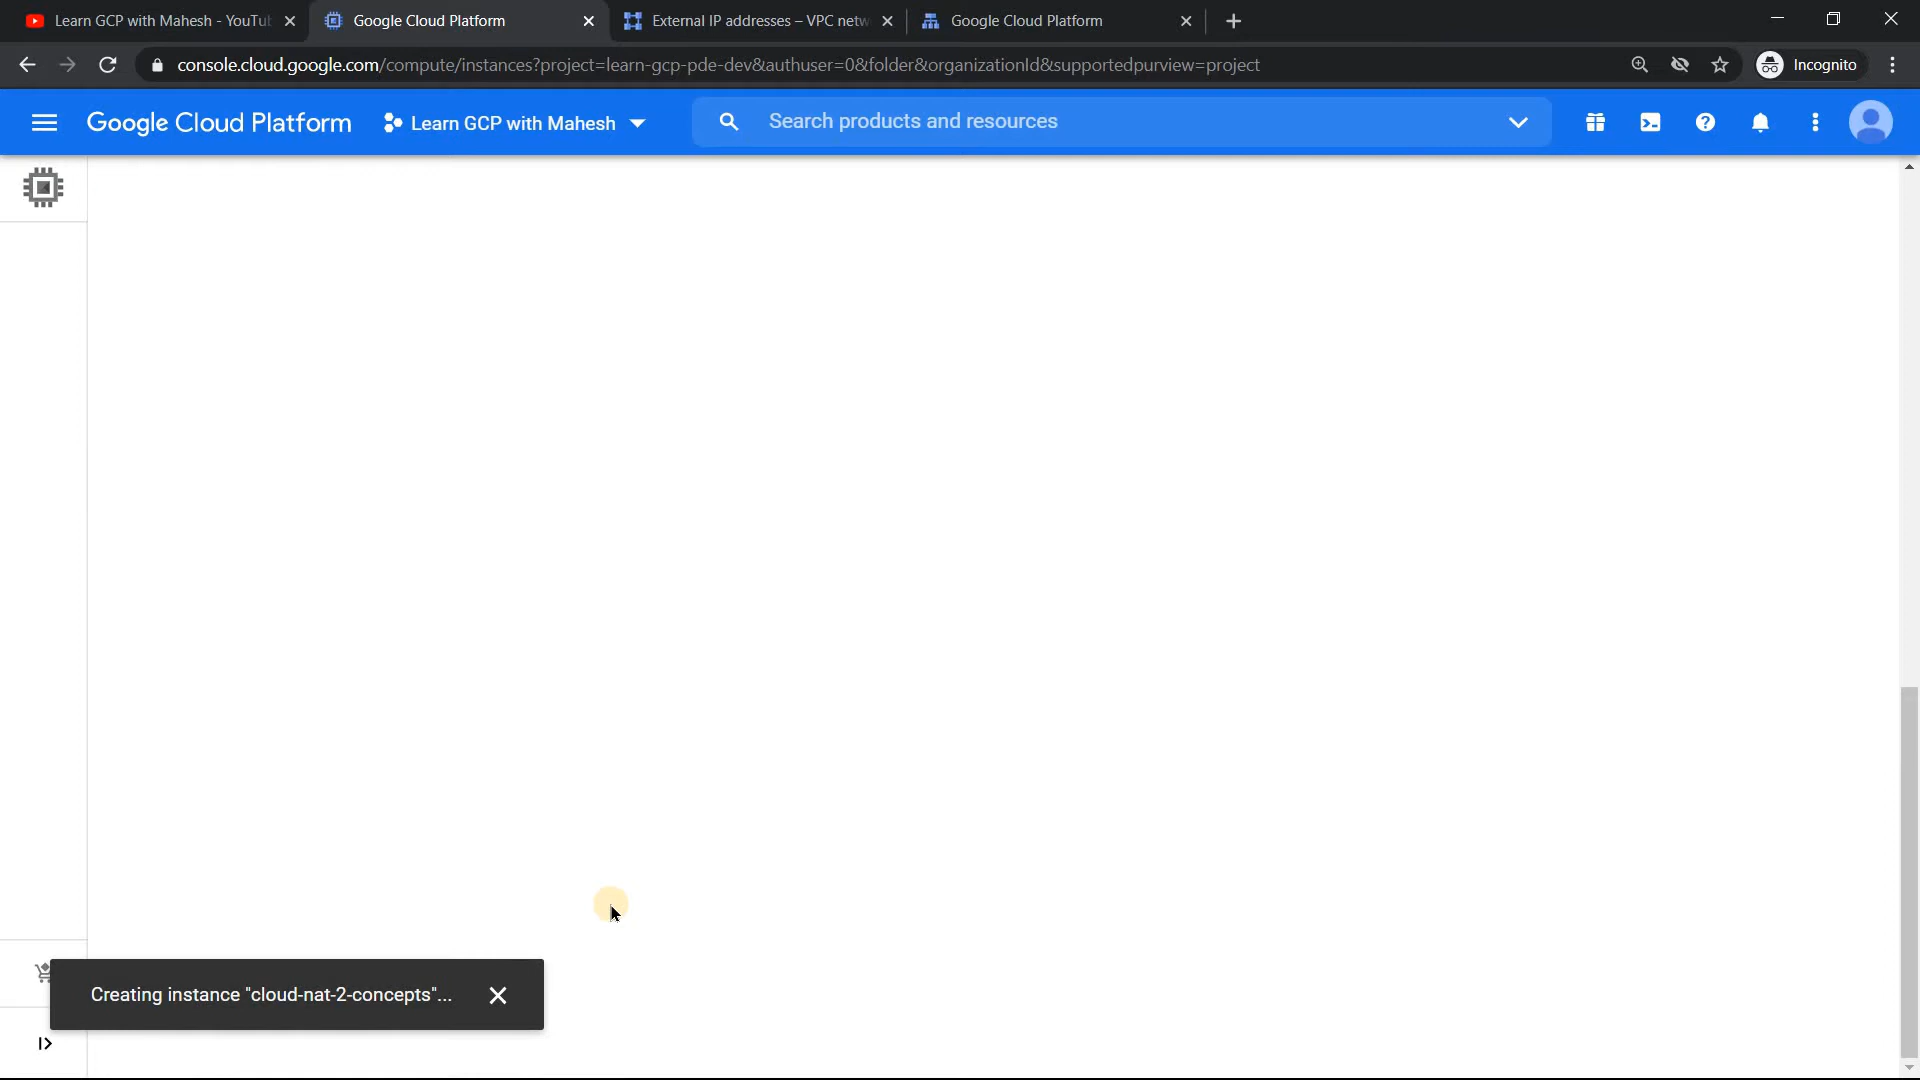 Learn GCP with Mahesh - YouTu
Google Cloud Platform
External IP addresses – VPC netw
Google Cloud Platform
console.cloud.google.com/compute/instances?project=learn-gcp-pde-dev&authuser=0&folder&organizationId&supportedpurview=project
Incognito
Google Cloud Platform
Learn GCP with Mahesh
Search products and resources
Creating instance "cloud-nat-2-concepts"...